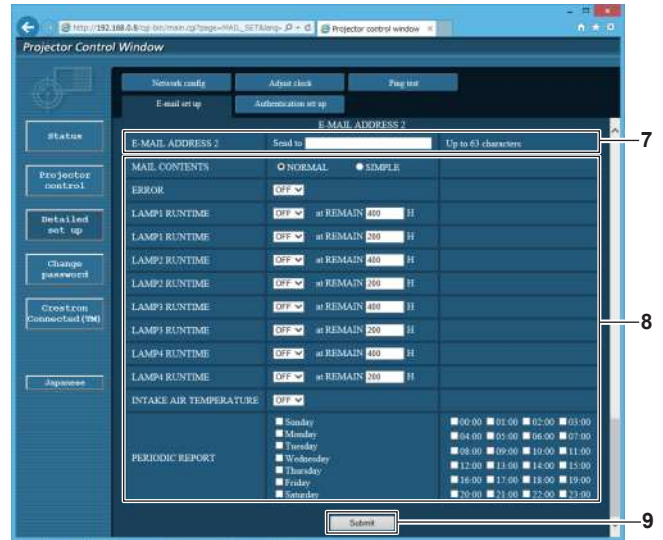 http://192.168.0.8/cgi-bin/main.cgi?page=MAIL_SET&lang= Projector control window
Projector Control Window
Network config Adjust clock Ping test
E-mail set up Authentication set up
E-MAIL ADDRESS 2
E-MAIL ADDRESS 2 Send to Up to 63 characters 7
MAIL CONTENTS NORMAL SIMPLE
ERROR OFF
LAMP1 RUNTIME OFF at REMAIN 400 H
LAMP1 RUNTIME OFF at REMAIN 200 H
LAMP2 RUNTIME OFF at REMAIN 400 H
LAMP2 RUNTIME OFF at REMAIN 200 H
LAMP3 RUNTIME OFF at REMAIN 400 H
LAMP3 RUNTIME OFF at REMAIN 200 H
LAMP4 RUNTIME OFF at REMAIN 400 H
LAMP4 RUNTIME OFF at REMAIN 200 H
INTAKE AIR TEMPERATURE OFF
PERIODIC REPORT
Sunday
Monday
Tuesday
Wednesday
Thursday
Friday
Saturday
00:00 01:00 02:00 03:00
04:00 05:00 06:00 07:00
08:00 09:00 10:00 11:00
12:00 13:00 14:00 15:00
16:00 17:00 18:00 19:00
20:00 21:00 22:00 23:00
8
Submit 9
Status
Projector
control
Detailed
set up
Change
password
Crestron
Connected(TM)
Japanese